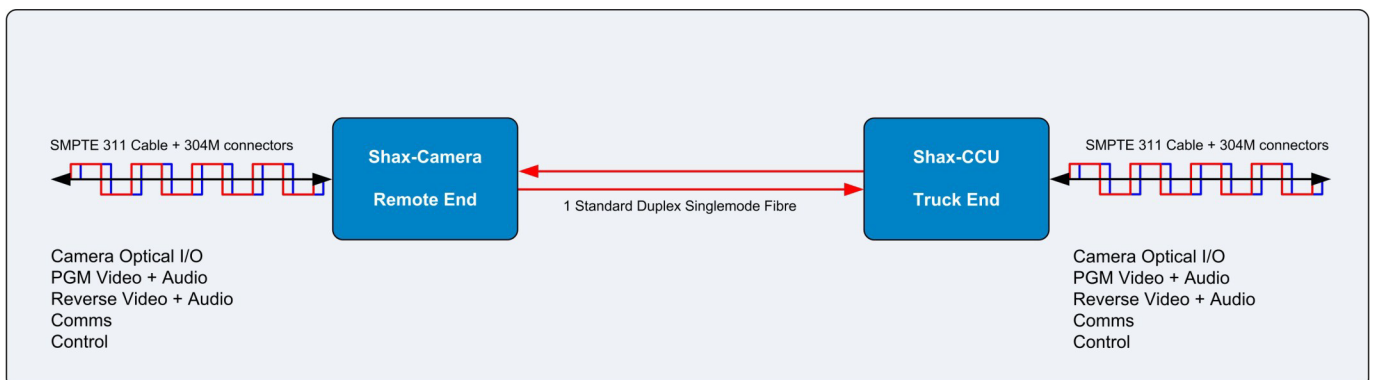 SMPTE 311 Cable + 304M connectors
Shax-Camera
Remote End
1 Standard Duplex Singlemode Fibre
Shax-CCU
Truck End
SMPTE 311 Cable + 304M connectors
Camera Optical I/O
PGM Video + Audio
Reverse Video + Audio
Comms
Control
Camera Optical I/O
PGM Video + Audio
Reverse Video + Audio
Comms
Control